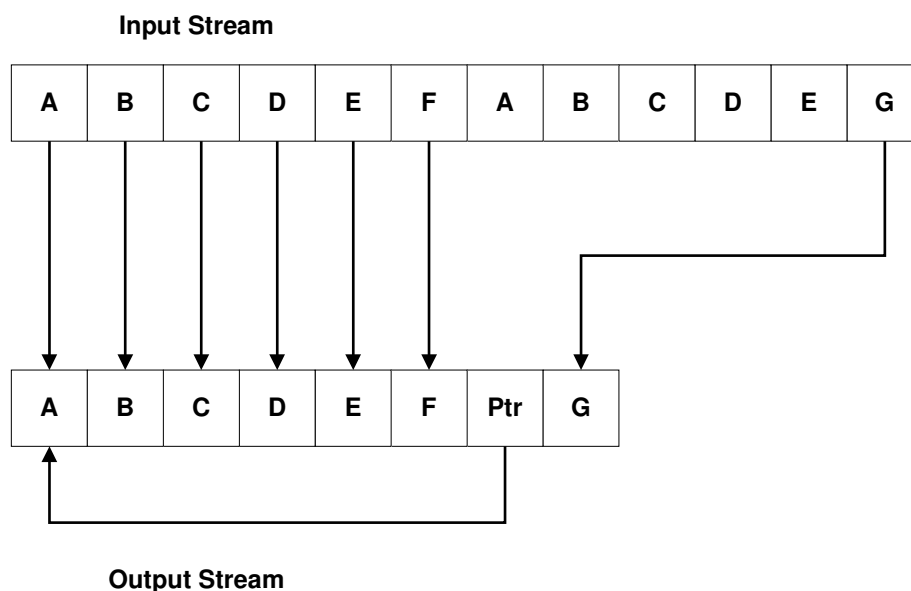 Input Stream
A B C D E F A B C D E G
A B C D E F Ptr G
Output Stream